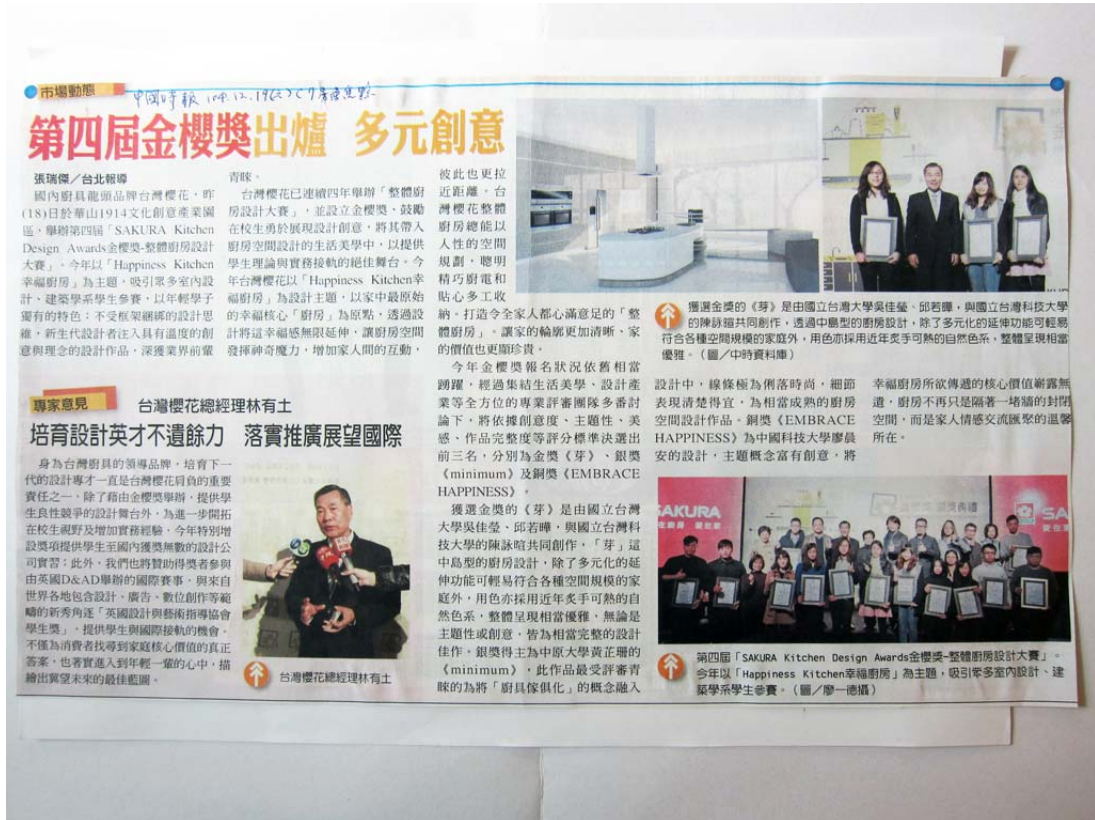 市場動態
中國時報 104.12.19(六)
第四屆金櫻獎出爐 多元創意
張瑞傑／台北報導
國內廚具龍頭品牌台灣櫻花，昨
(18)日於華山1914文化創意產業園
區，舉辦第四屆「SAKURA Kitchen
Design Awards金櫻獎-整體廚房設計
大賽」。今年以「Happiness Kitchen
幸福廚房」為主題，吸引眾多室內設
計、建築學系學生參賽，以年輕學子
獨有的特色：不受框架綑綁的設計思
維，新生代設計者注入具有溫度的創
意與理念的設計作品，深獲業界前輩
青睞。
台灣櫻花已連續四年舉辦「整體廚
房設計大賽」，並設立金櫻獎、鼓勵
在校生勇於展現設計創意，將其帶入
廚房空間設計的生活美學中，以提供
學生理論與實務接軌的絕佳舞台。今
年台灣櫻花以「Happiness Kitchen幸
福廚房」為設計主題，以家中最原始
的幸福核心「廚房」為原點，透過設
計將這幸福感無限延伸，讓廚房空間
發揮神奇魔力，增加家人間的互動，
彼此也更拉
近距離。台
灣櫻花整體
廚房總能以
人性的空間
規劃，聰明
精巧廚電和
貼心多工收
納，打造令全家人都心滿意足的「整
體廚房」。讓家的輪廓更加清晰、家
的價值也更顯珍貴。
今年金櫻獎報名狀況依舊相當
踴躍，經過集結生活美學、設計產
業等全方位的專業評審團隊多番討
論下，將依據創意度、主題性、美
感、作品完整度等評分標準決選出
前三名，分別為金獎《芽》、銀獎
《minimum》及銅獎《EMBRACE
HAPPINESS》。
獲選金獎的《芽》是由國立台灣
大學吳佳瑩、邱若暉，與國立台灣科
技大學的陳詠暄共同創作，「芽」這
中島型的廚房設計，除了多元化的延
伸功能可輕易符合各種空間規模的家
庭外，用色亦採用近年炙手可熱的自
然色系，整體呈現相當優雅，無論是
主題性或創意，皆為相當完整的設計
佳作。銀獎得主為中原大學黃芷珊的
《minimum》，此作品最受評審青
睞的為將「廚具傢俱化」的概念融入
設計中，線條極為俐落時尚，細節
表現清楚得宜，為相當成熟的廚房
空間設計作品。銅獎《EMBRACE
HAPPINESS》為中國科技大學廖晨
安的設計，主題概念富有創意，將
幸福廚房所欲傳遞的核心價值嶄露無
遺，廚房不再只是隔著一堵牆的封閉
空間，而是家人情感交流匯聚的溫馨
所在。
獲選金獎的《芽》是由國立台灣大學吳佳瑩、邱若暉，與國立台灣科技大學
的陳詠暄共同創作，透過中島型的廚房設計，除了多元化的延伸功能可輕易
符合各種空間規模的家庭外，用色亦採用近年炙手可熱的自然色系，整體呈現相當
優雅。（圖／中時資料庫）
專家意見
台灣櫻花總經理林有土
培育設計英才不遺餘力 落實推廣展望國際
身為台灣廚具的領導品牌，培育下一
代的設計專才一直是台灣櫻花肩負的重要
責任之一，除了藉由金櫻獎舉辦，提供學
生良性競爭的設計舞台外，為進一步開拓
在校生視野及增加實務經驗，今年特別增
設獎項提供學生至國內獲獎無數的設計公
司實習；此外，我們也將贊助得獎者參與
由英國D&AD舉辦的國際賽事，與來自
世界各地包含設計、廣告、數位創作等範
疇的新秀角逐「英國設計與藝術指導協會
學生獎」，提供學生與國際接軌的機會。
不僅為消費者找尋到家庭核心價值的真正
答案，也著實進入到年輕一輩的心中，描
繪出冀望未來的最佳藍圖。
台灣櫻花總經理林有土
SAKURA
SA
第四屆「SAKURA Kitchen Design Awards金櫻獎-整體廚房設計大賽」。
今年以「Happiness Kitchen幸福廚房」為主題，吸引眾多室內設計、建
築學系學生參賽。（圖／廖一德攝）